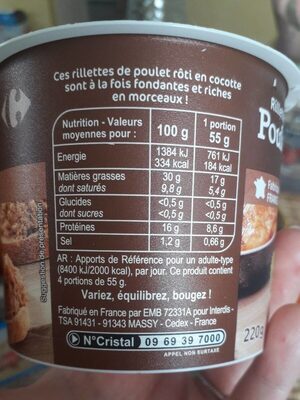 Ces rillettes de poulet rôti en cocotte
sont à la fois fondantes et riches
en morceaux !
Nutrition - Valeurs moyennes pour : 100 g 1 portion 55 g
Energie 1384 kJ 334 kcal 761 kJ 184 kcal
Matières grasses 30 g 17 g
dont saturés 9,8 g 5,4 g
Glucides <0,5 g <0,5 g
dont sucres <0,5 g <0,5 g
Protéines 16 g 8,6 g
Sel 1,2 g 0,66 g
AR : Apports de Référence pour un adulte-type
(8400 kJ/2000 kcal), par jour. Ce produit contient
4 portions de 55 g.
Variez, équilibrez, bougez !
Fabriqué en France par EMB 72331A pour Interdis -
TSA 91431 - 91343 MASSY - Cedex - France
N°Cristal 09 69 39 7000
APPEL NON SURTAXÉ
Suggestion de présentation
220g